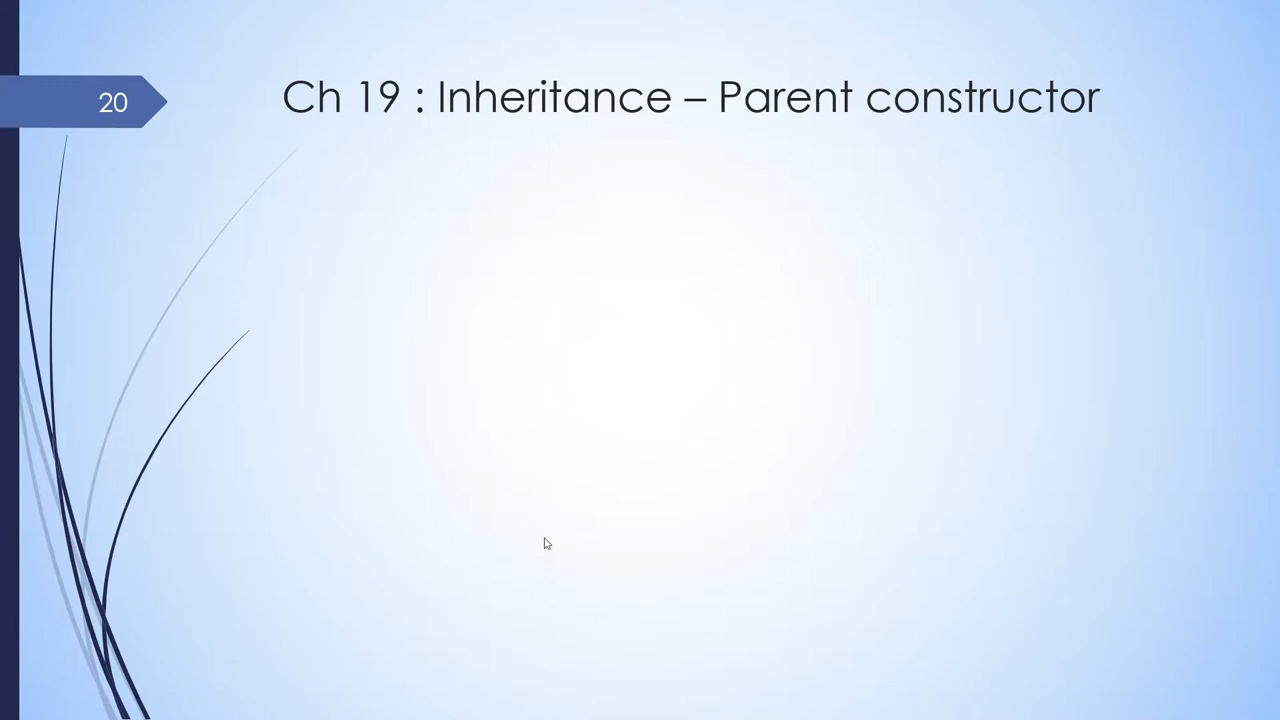 20
Ch 19 : Inheritance – Parent constructor